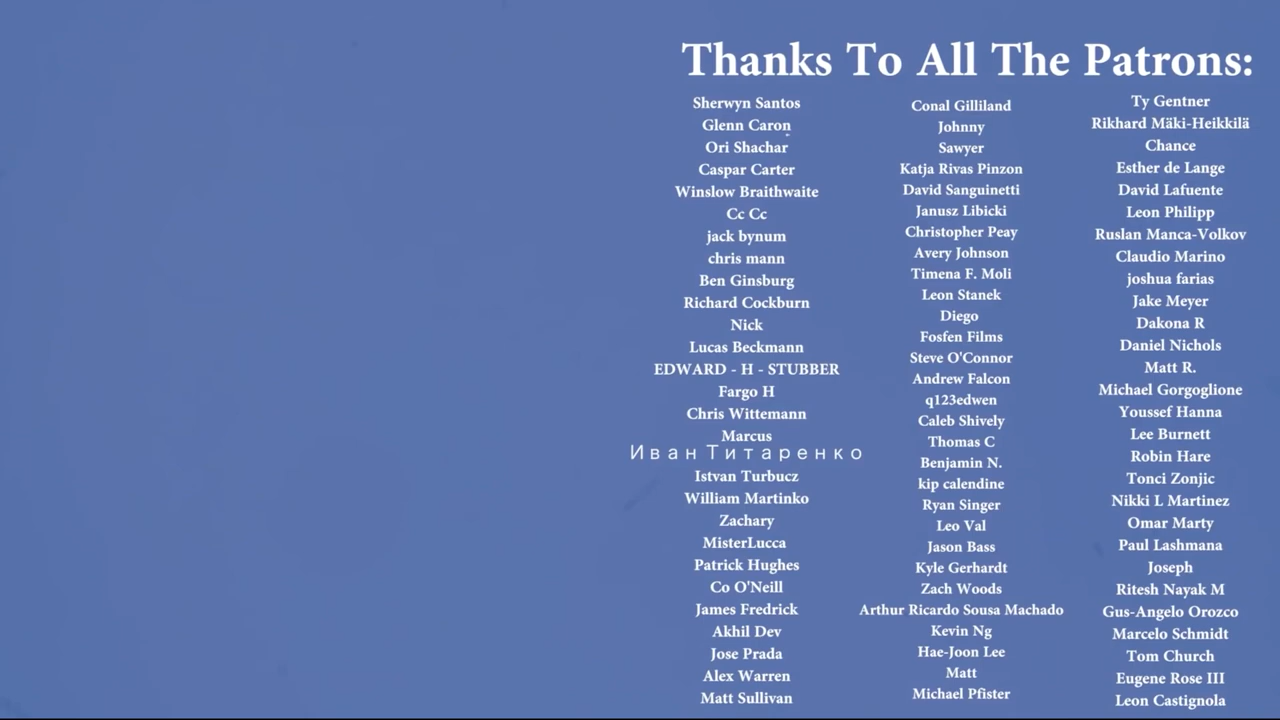 Thanks To All The Patrons:
Sherwyn Santos
Glenn Caron
Ori Shachar
Caspar Carter
Winslow Braithwaite
Cc Cc
jack bynum
chris mann
Ben Ginsburg
Richard Cockburn
Nick
Lucas Beckmann
EDWARD - H - STUBBER
Fargo H
Chris Wittemann
Marcus
Иван Титаренко
Istvan Turbucz
William Martinko
Zachary
MisterLucca
Patrick Hughes
Co O'Neill
James Fredrick
Akhil Dev
Jose Prada
Alex Warren
Matt Sullivan
Conal Gilliland
Johnny
Sawyer
Katja Rivas Pinzon
David Sanguinetti
Janusz Libicki
Christopher Peay
Avery Johnson
Timena F. Moli
Leon Stanek
Diego
Fosfen Films
Steve O'Connor
Andrew Falcon
q123edwen
Caleb Shively
Thomas C
Benjamin N.
kip calendine
Ryan Singer
Leo Val
Jason Bass
Kyle Gerhardt
Zach Woods
Arthur Ricardo Sousa Machado
Kevin Ng
Hae-Joon Lee
Matt
Michael Pfister
Ty Gentner
Rikhard Mäki-Heikkilä
Chance
Esther de Lange
David Lafuente
Leon Philipp
Ruslan Manca-Volkov
Claudio Marino
joshua farias
Jake Meyer
Dakona R
Daniel Nichols
Matt R.
Michael Gorgoglione
Youssef Hanna
Lee Burnett
Robin Hare
Tonci Zonjic
Nikki L Martinez
Omar Marty
Paul Lashmana
Joseph
Ritesh Nayak M
Gus-Angelo Orozco
Marcelo Schmidt
Tom Church
Eugene Rose III
Leon Castignola